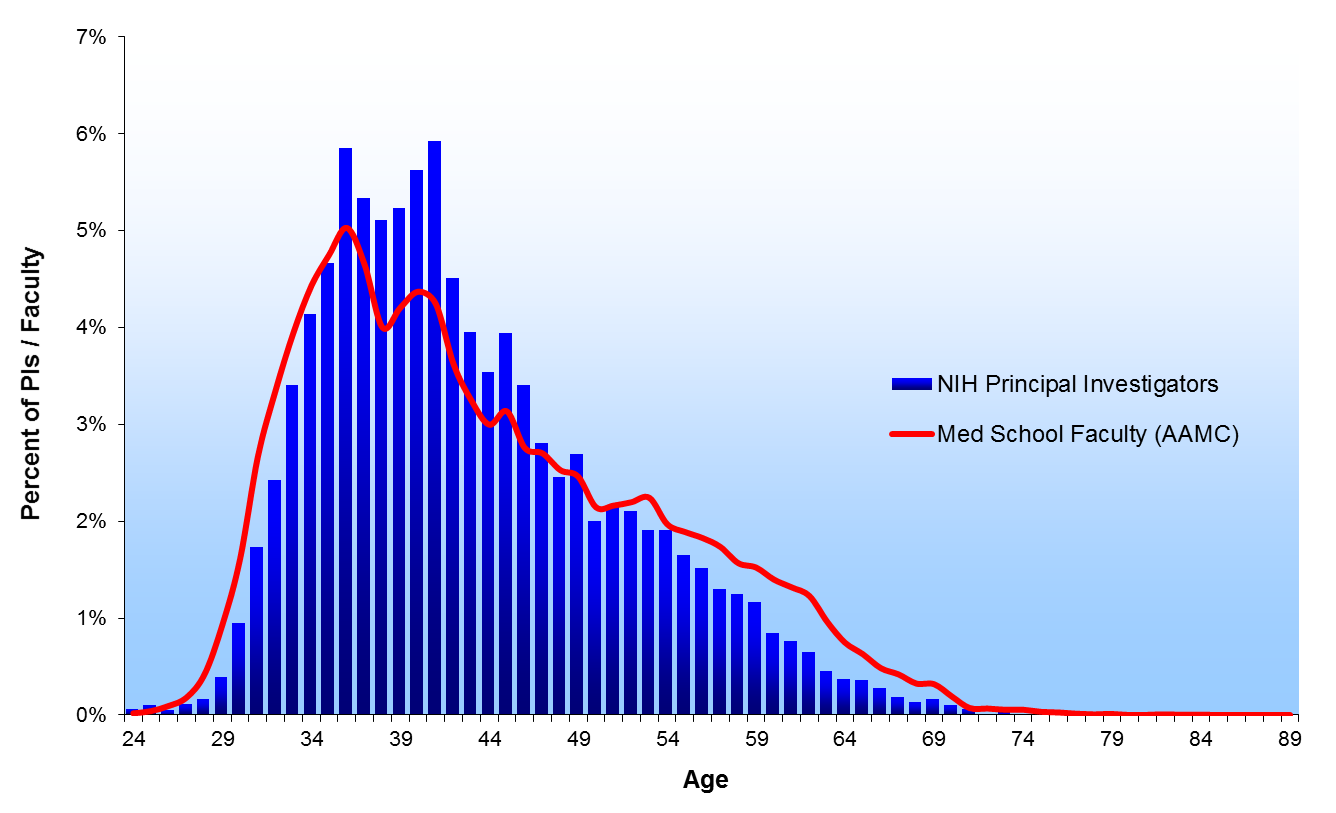 7%
6%
5%
4%
3%
2%
1%
0%
Percent of PIs / Faculty
NIH Principal Investigators
Med School Faculty (AAMC)
24 29 34 39 44 49 54 59 64 69 74 79 84 89
Age